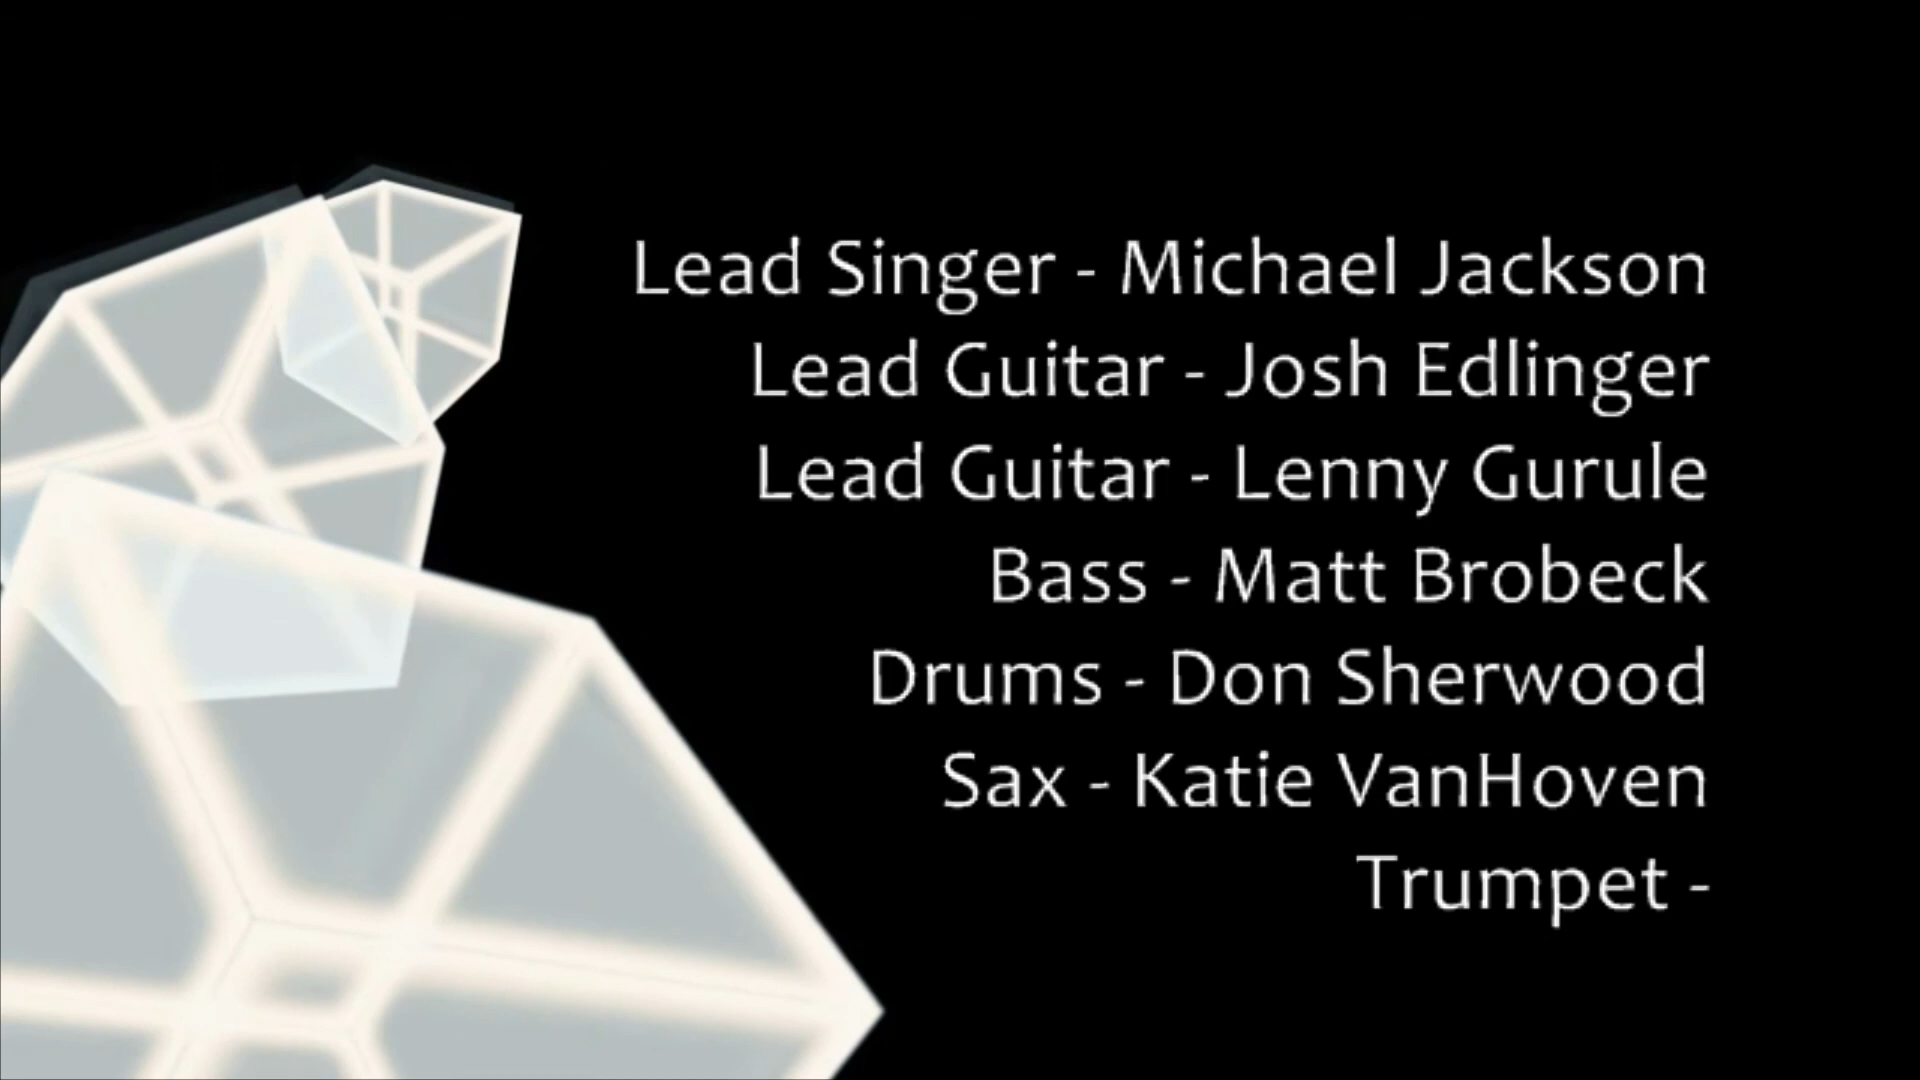 Lead Singer - Michael Jackson
Lead Guitar - Josh Edlinger
Lead Guitar - Lenny Gurule
Bass - Matt Brobeck
Drums - Don Sherwood
Sax - Katie VanHoven
Trumpet -